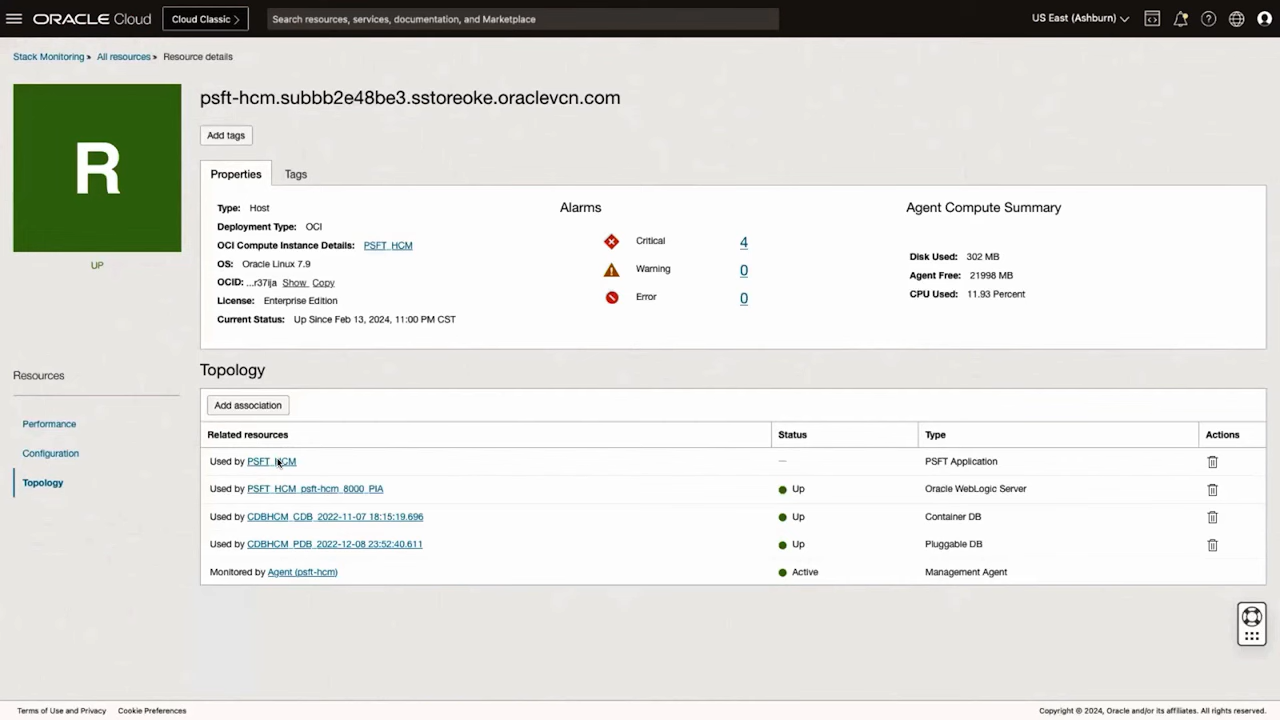 ORACLE Cloud
Cloud Classic
Search resources, services, documentation, and Marketplace
US East (Ashburn)
Stack Monitoring » All resources » Resource details
R
UP
psft-hcm.subbb2e48be3.sstoreoke.oraclevcn.com
Add tags
Properties
Tags
Type: Host
Deployment Type: OCI
OCI Compute Instance Details: PSFT_HCM
OS: Oracle Linux 7.9
OCID: ...r37ija Show Copy
License: Enterprise Edition
Current Status: Up Since Feb 13, 2024, 11:00 PM CST
Alarms
Critical 4
Warning 0
Error 0
Agent Compute Summary
Disk Used: 302 MB
Agent Free: 21998 MB
CPU Used: 11.93 Percent
Resources
Performance
Configuration
Topology
Topology
Add association
Related resources Status Type Actions
Used by PSFT_HCM — PSFT Application
Used by PSFT_HCM_psft-hcm_8000_PIA Up Oracle WebLogic Server
Used by CDBHCM_CDB_2022-11-07 18:15:19.696 Up Container DB
Used by CDBHCM_PDB_2022-12-08 23:52:40.611 Up Pluggable DB
Monitored by Agent (psft-hcm) Active Management Agent
Terms of Use and Privacy Cookie Preferences
Copyright © 2024, Oracle and/or its affiliates. All rights reserved.